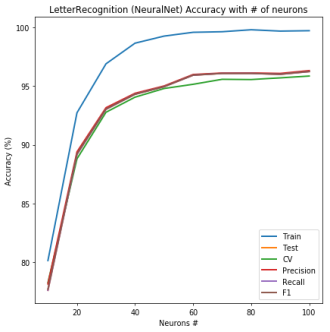 LetterRecognition (NeuralNet) Accuracy with # of neurons
100
95
90
85
80
Accuracy (%)
20
40
60
80
100
Neurons #
Train
Test
CV
Precision
Recall
F1